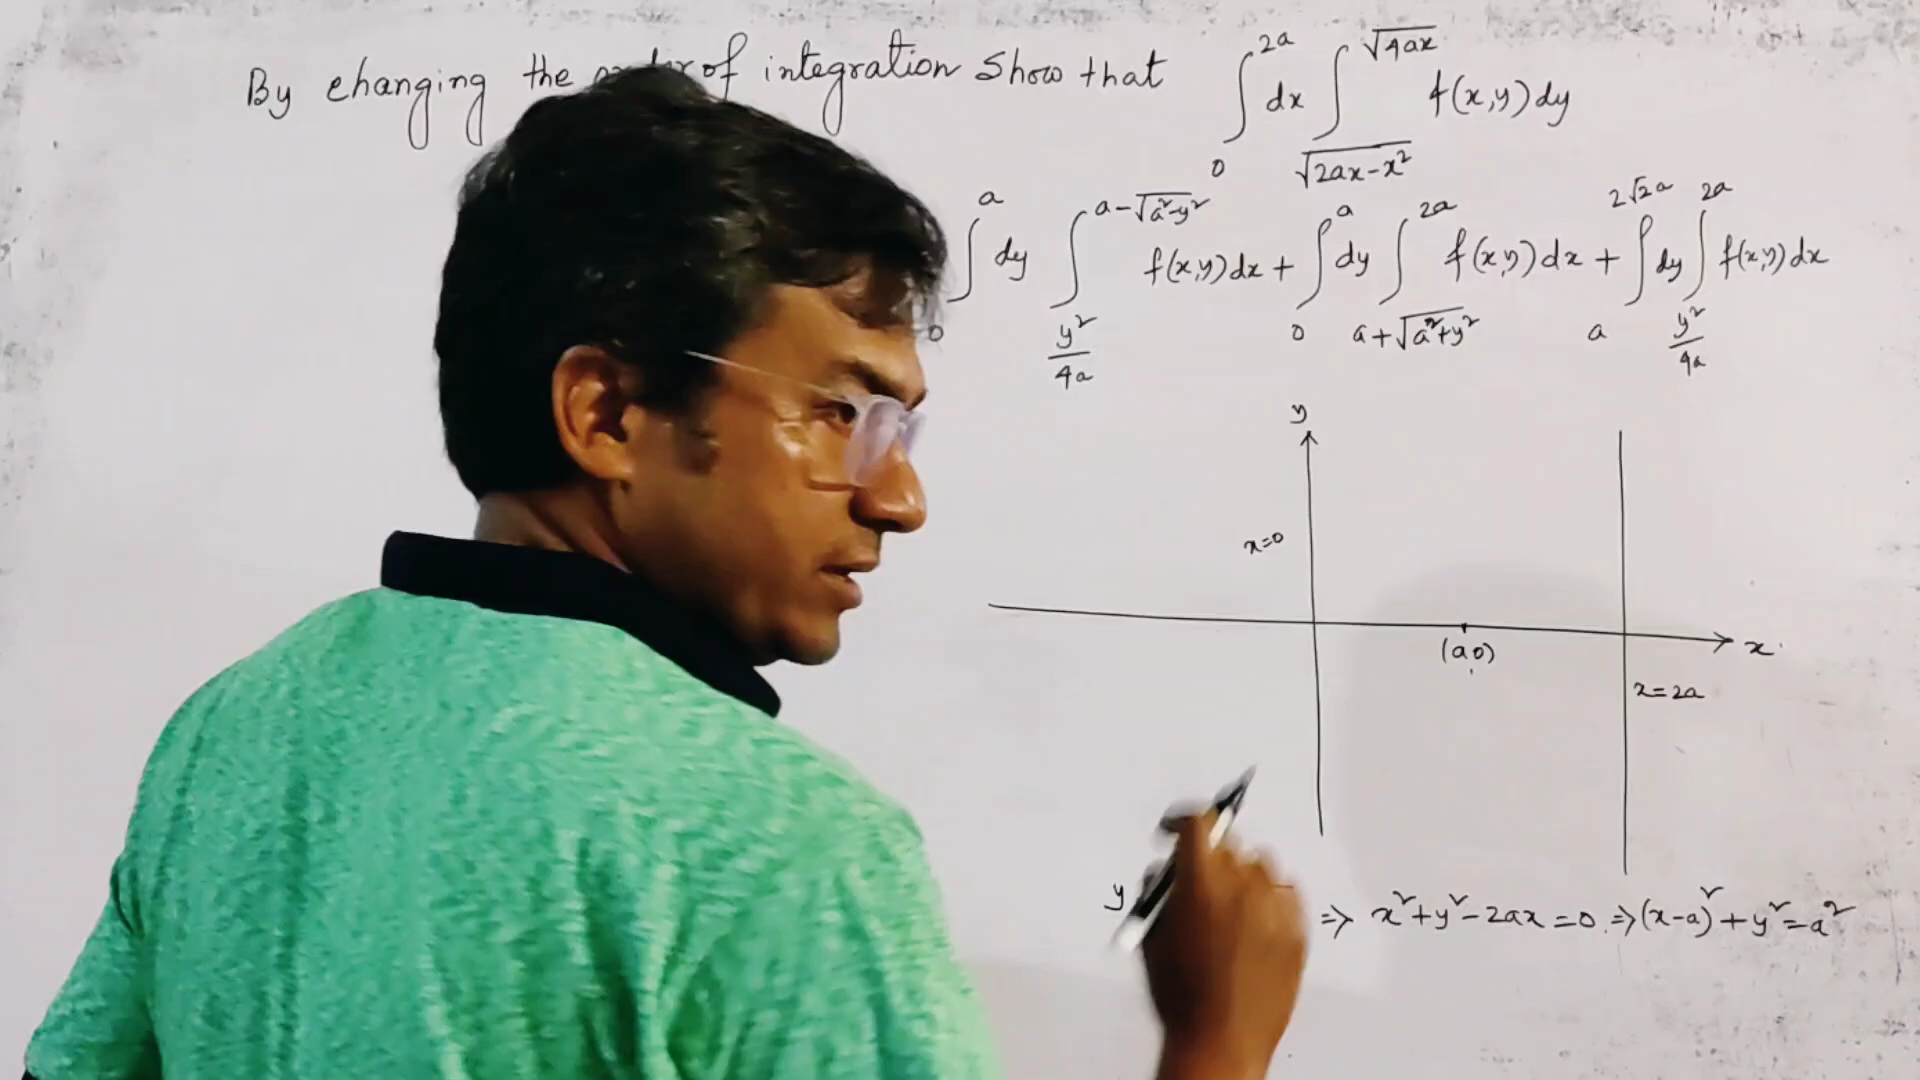 By changing the order of integration show that ∫₀^{2a} dx ∫_{√(2ax-x²)}^{√(4ax)} f(x,y)dy
∫₀^{a} dy ∫_{y²/4a}^{a-√(a²-y²)} f(x,y)dx + ∫₀^{a} dy ∫_{a+√(a²+y²)}^{2a} f(x,y)dx + ∫_{a}^{2√2a} dy ∫_{y²/4a}^{2a} f(x,y)dx
y
x=0
x
(a,0)
x=2a
y
⇒ x²+y²-2ax=0. ⇒(x-a)²+y²=a²